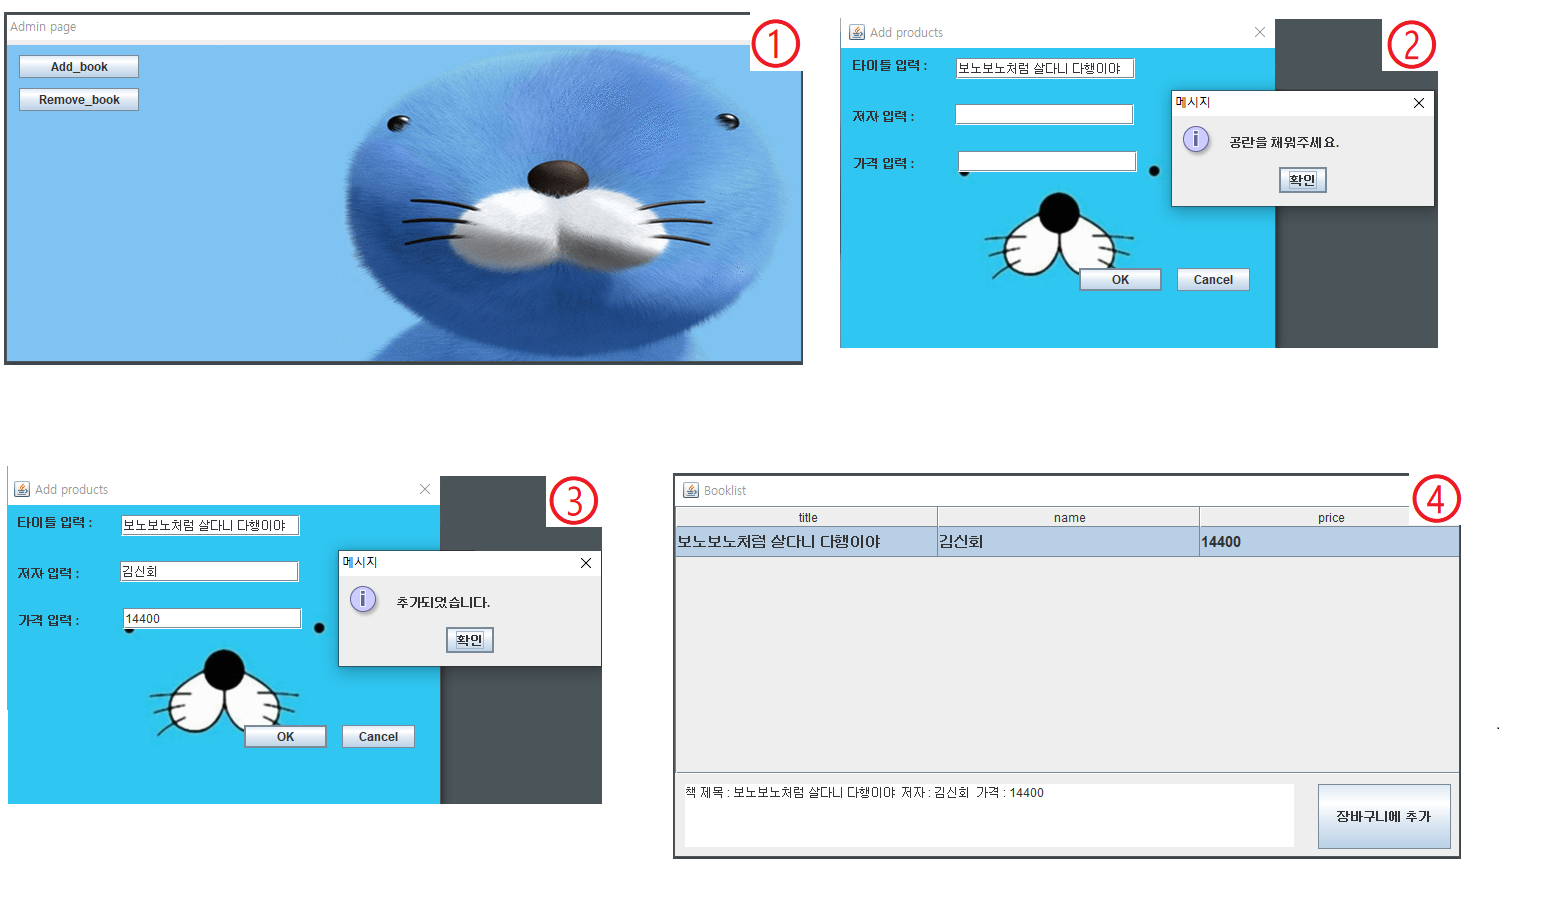 Admin page
①
Add_book
Remove_book
Add products
②
타이틀 입력 :
보노보노처럼 살다니 다행이야
저자 입력 :
가격 입력 :
메시지
공란을 채워주세요.
확인
OK
Cancel
Add products
③
타이틀 입력 :
보노보노처럼 살다니 다행이야
저자 입력 :
김신회
가격 입력 :
14400
메시지
추가되었습니다.
확인
OK
Cancel
Booklist
④
title name price
보노보노처럼 살다니 다행이야 김신회 14400
책 제목 : 보노보노처럼 살다니 다행이야 저자 : 김신회 가격 : 14400
장바구니에 추가